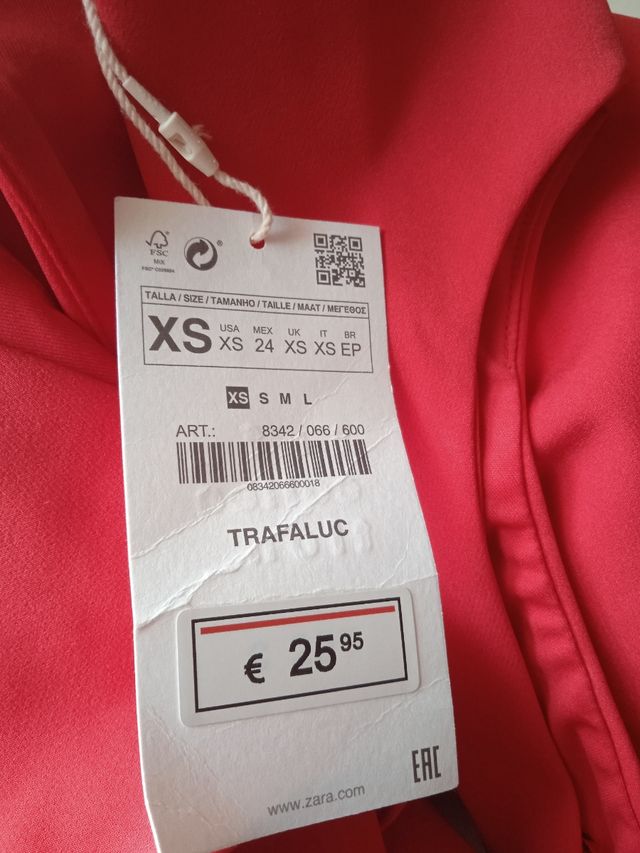 FSC
MIX
TALLA / SIZE / TAMANHO / TAILLE / MAAT / ΜΕΓΕΘΟΣ
XS USA XS MEX 24 UK XS IT XS BR EP
XS S M L
ART.: 8342 / 066 / 600
08342066600018
TRAFALUC
€ 25 95
EAC
www.zara.com